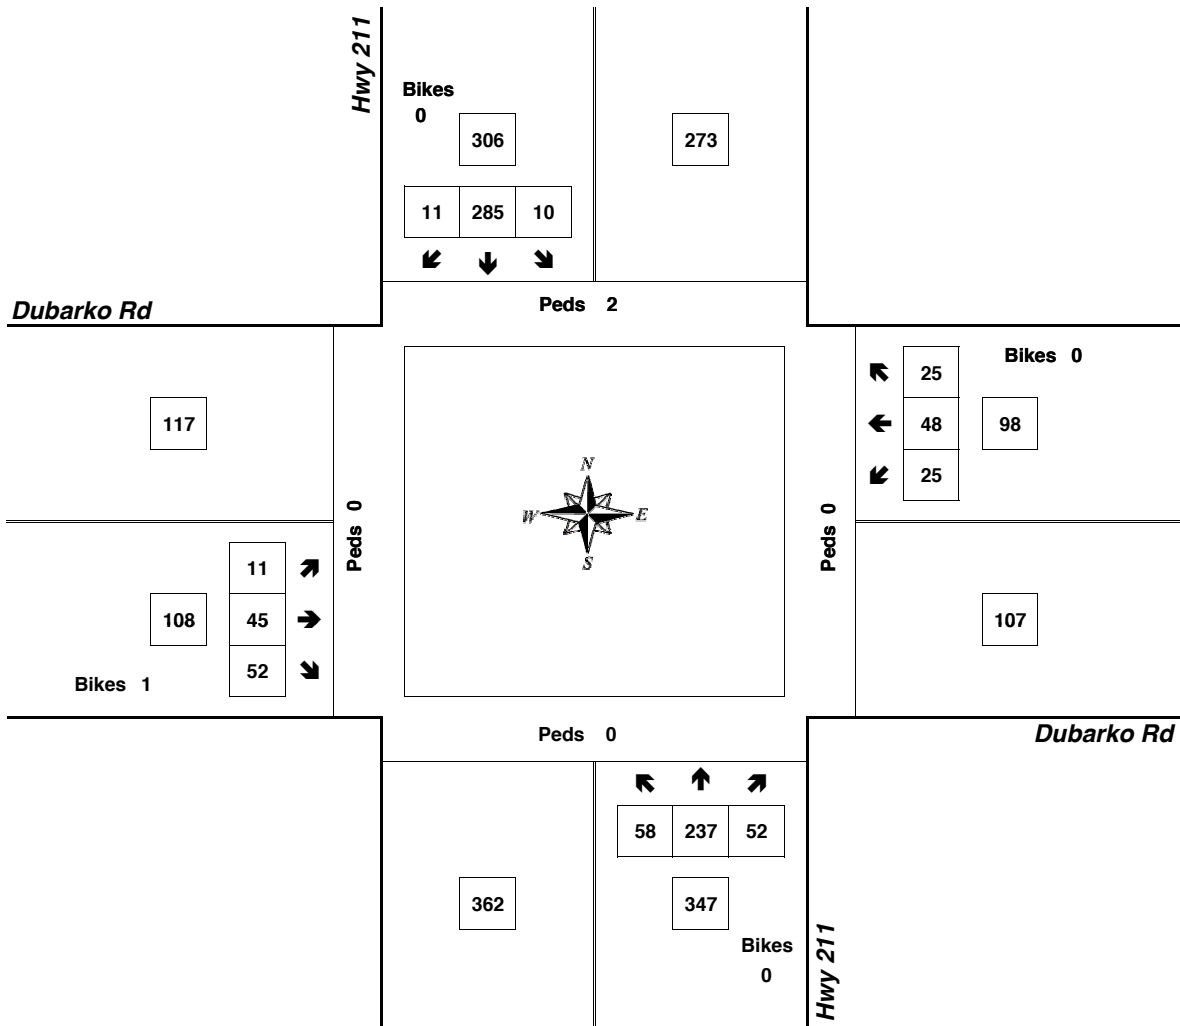 Hwy 211
Bikes
0
306
273
11 285 10
Peds 2
Dubarko Rd
Bikes 0
25
48
25
98
117
N
W E
S
Peds 0
Peds 0
11
45
52
108
107
Bikes 1
Peds 0
Dubarko Rd
58 237 52
362
347
Bikes
0
Hwy 211